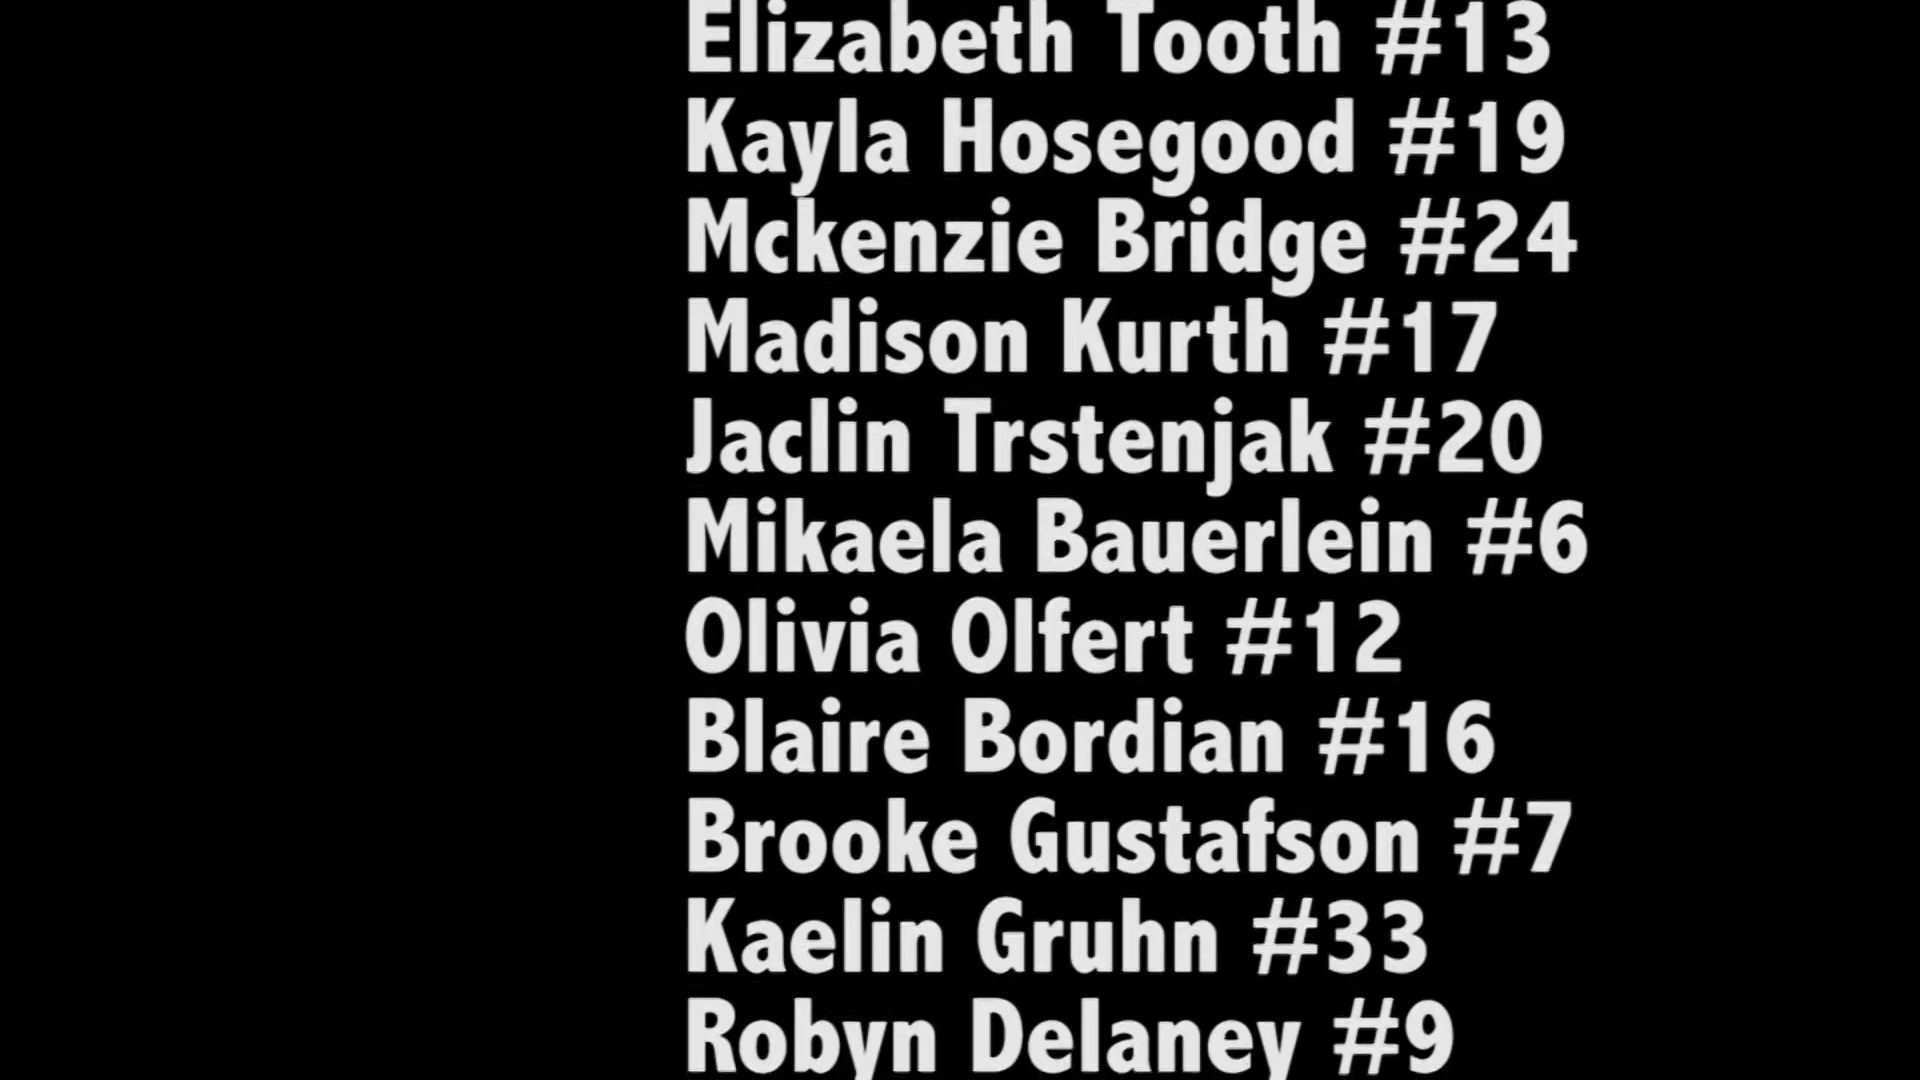 Elizabeth Tooth #13
Kayla Hosegood #19
Mckenzie Bridge #24
Madison Kurth #17
Jaclin Trstenjak #20
Mikaela Bauerlein #6
Olivia Olfert #12
Blaire Bordian #16
Brooke Gustafson #7
Kaelin Gruhn #33
Robyn Delaney #9